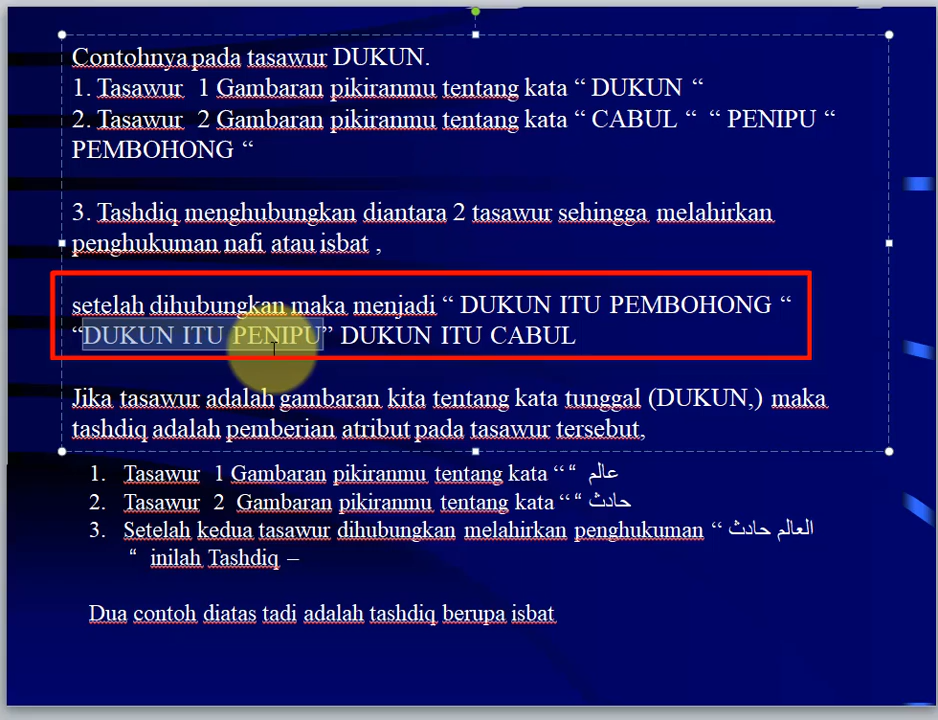 Contohnya pada tasawur DUKUN.
1. Tasawur 1 Gambaran pikiranmu tentang kata “ DUKUN “
2. Tasawur 2 Gambaran pikiranmu tentang kata “ CABUL “ “ PENIPU “
PEMBOHONG “
3. Tashdiq menghubungkan diantara 2 tasawur sehingga melahirkan
penghukuman nafi atau isbat ,
setelah dihubungkan maka menjadi “ DUKUN ITU PEMBOHONG “
“DUKUN ITU PENIPU” DUKUN ITU CABUL
Jika tasawur adalah gambaran kita tentang kata tunggal (DUKUN,) maka
tashdiq adalah pemberian atribut pada tasawur tersebut,
1. Tasawur 1 Gambaran pikiranmu tentang kata “ عالم “
2. Tasawur 2 Gambaran pikiranmu tentang kata “ حادث “
3. Setelah kedua tasawur dihubungkan melahirkan penghukuman “ العالم حادث
“ inilah Tashdiq –
Dua contoh diatas tadi adalah tashdiq berupa isbat